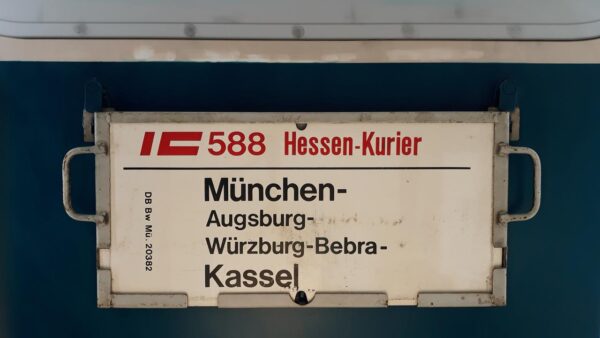 IC 588 Hessen-Kurier
München-
Augsburg-
Würzburg-Bebra-
Kassel
DB Bw Mü. 20382